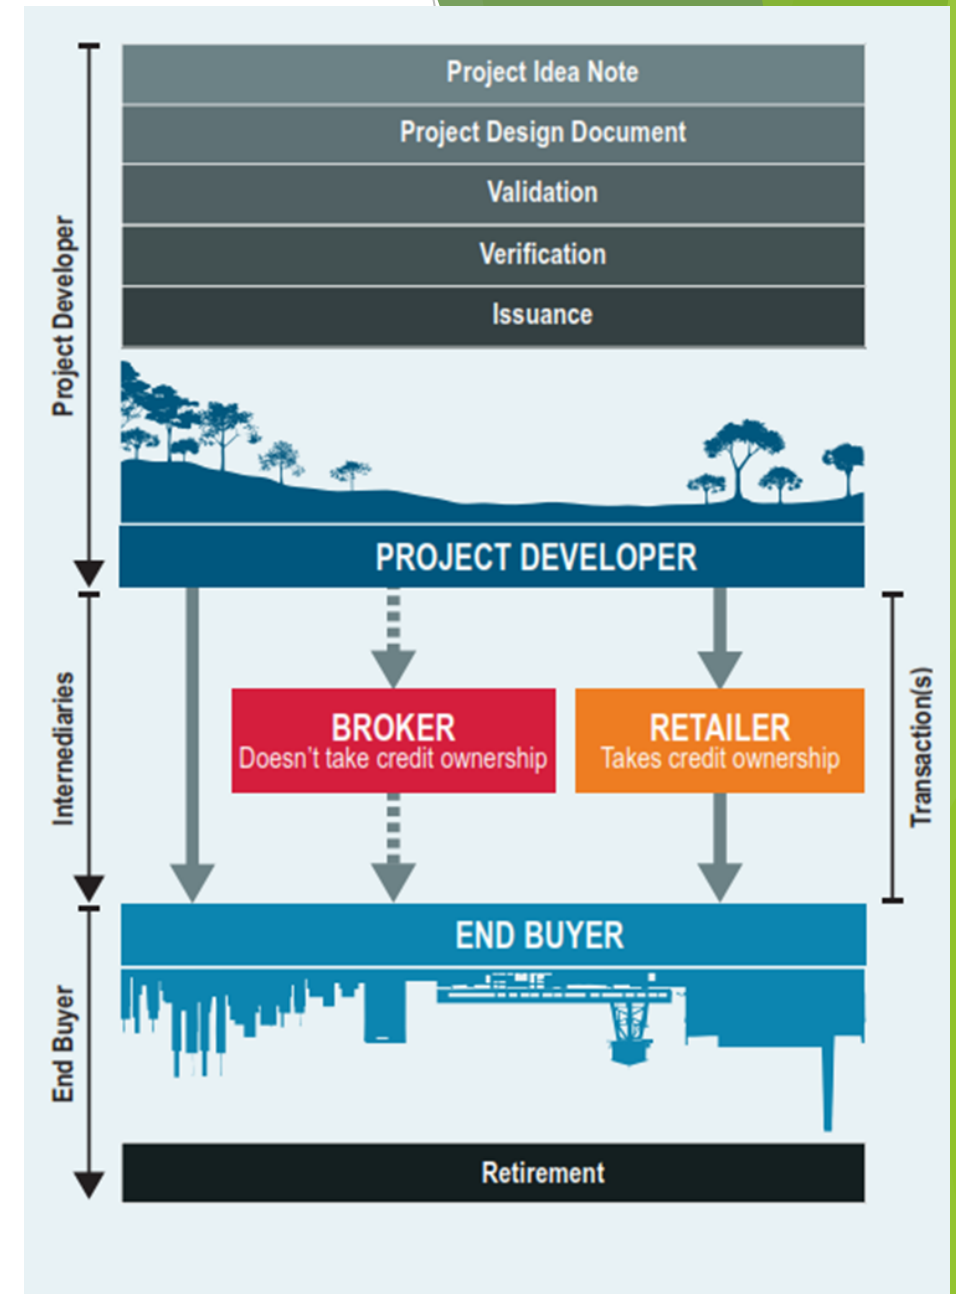 Project Idea Note
Project Design Document
Validation
Verification
Issuance
Project Developer
PROJECT DEVELOPER
BROKER
Doesn't take credit ownership
RETAILER
Takes credit ownership
Internediaries
Transaction(s)
END BUYER
End Buyer
Retirement